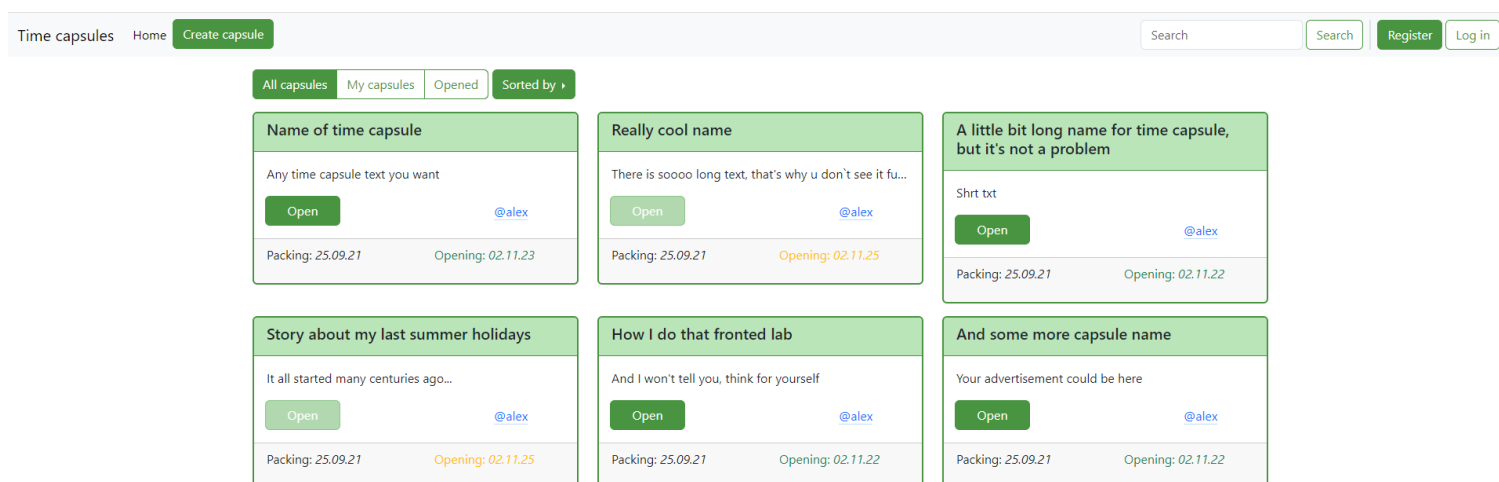 Time capsules Home Create capsule Search Search Register Log in
All capsules My capsules Opened Sorted by
Name of time capsule
Any time capsule text you want
Open @alex
Packing: 25.09.21 Opening: 02.11.23
Really cool name
There is soooo long text, that's why u don`t see it fu...
Open @alex
Packing: 25.09.21 Opening: 02.11.25
A little bit long name for time capsule,
but it's not a problem
Shrt txt
Open @alex
Packing: 25.09.21 Opening: 02.11.22
Story about my last summer holidays
It all started many centuries ago...
Open @alex
Packing: 25.09.21 Opening: 02.11.25
How I do that fronted lab
And I won't tell you, think for yourself
Open @alex
Packing: 25.09.21 Opening: 02.11.22
And some more capsule name
Your advertisement could be here
Open @alex
Packing: 25.09.21 Opening: 02.11.22